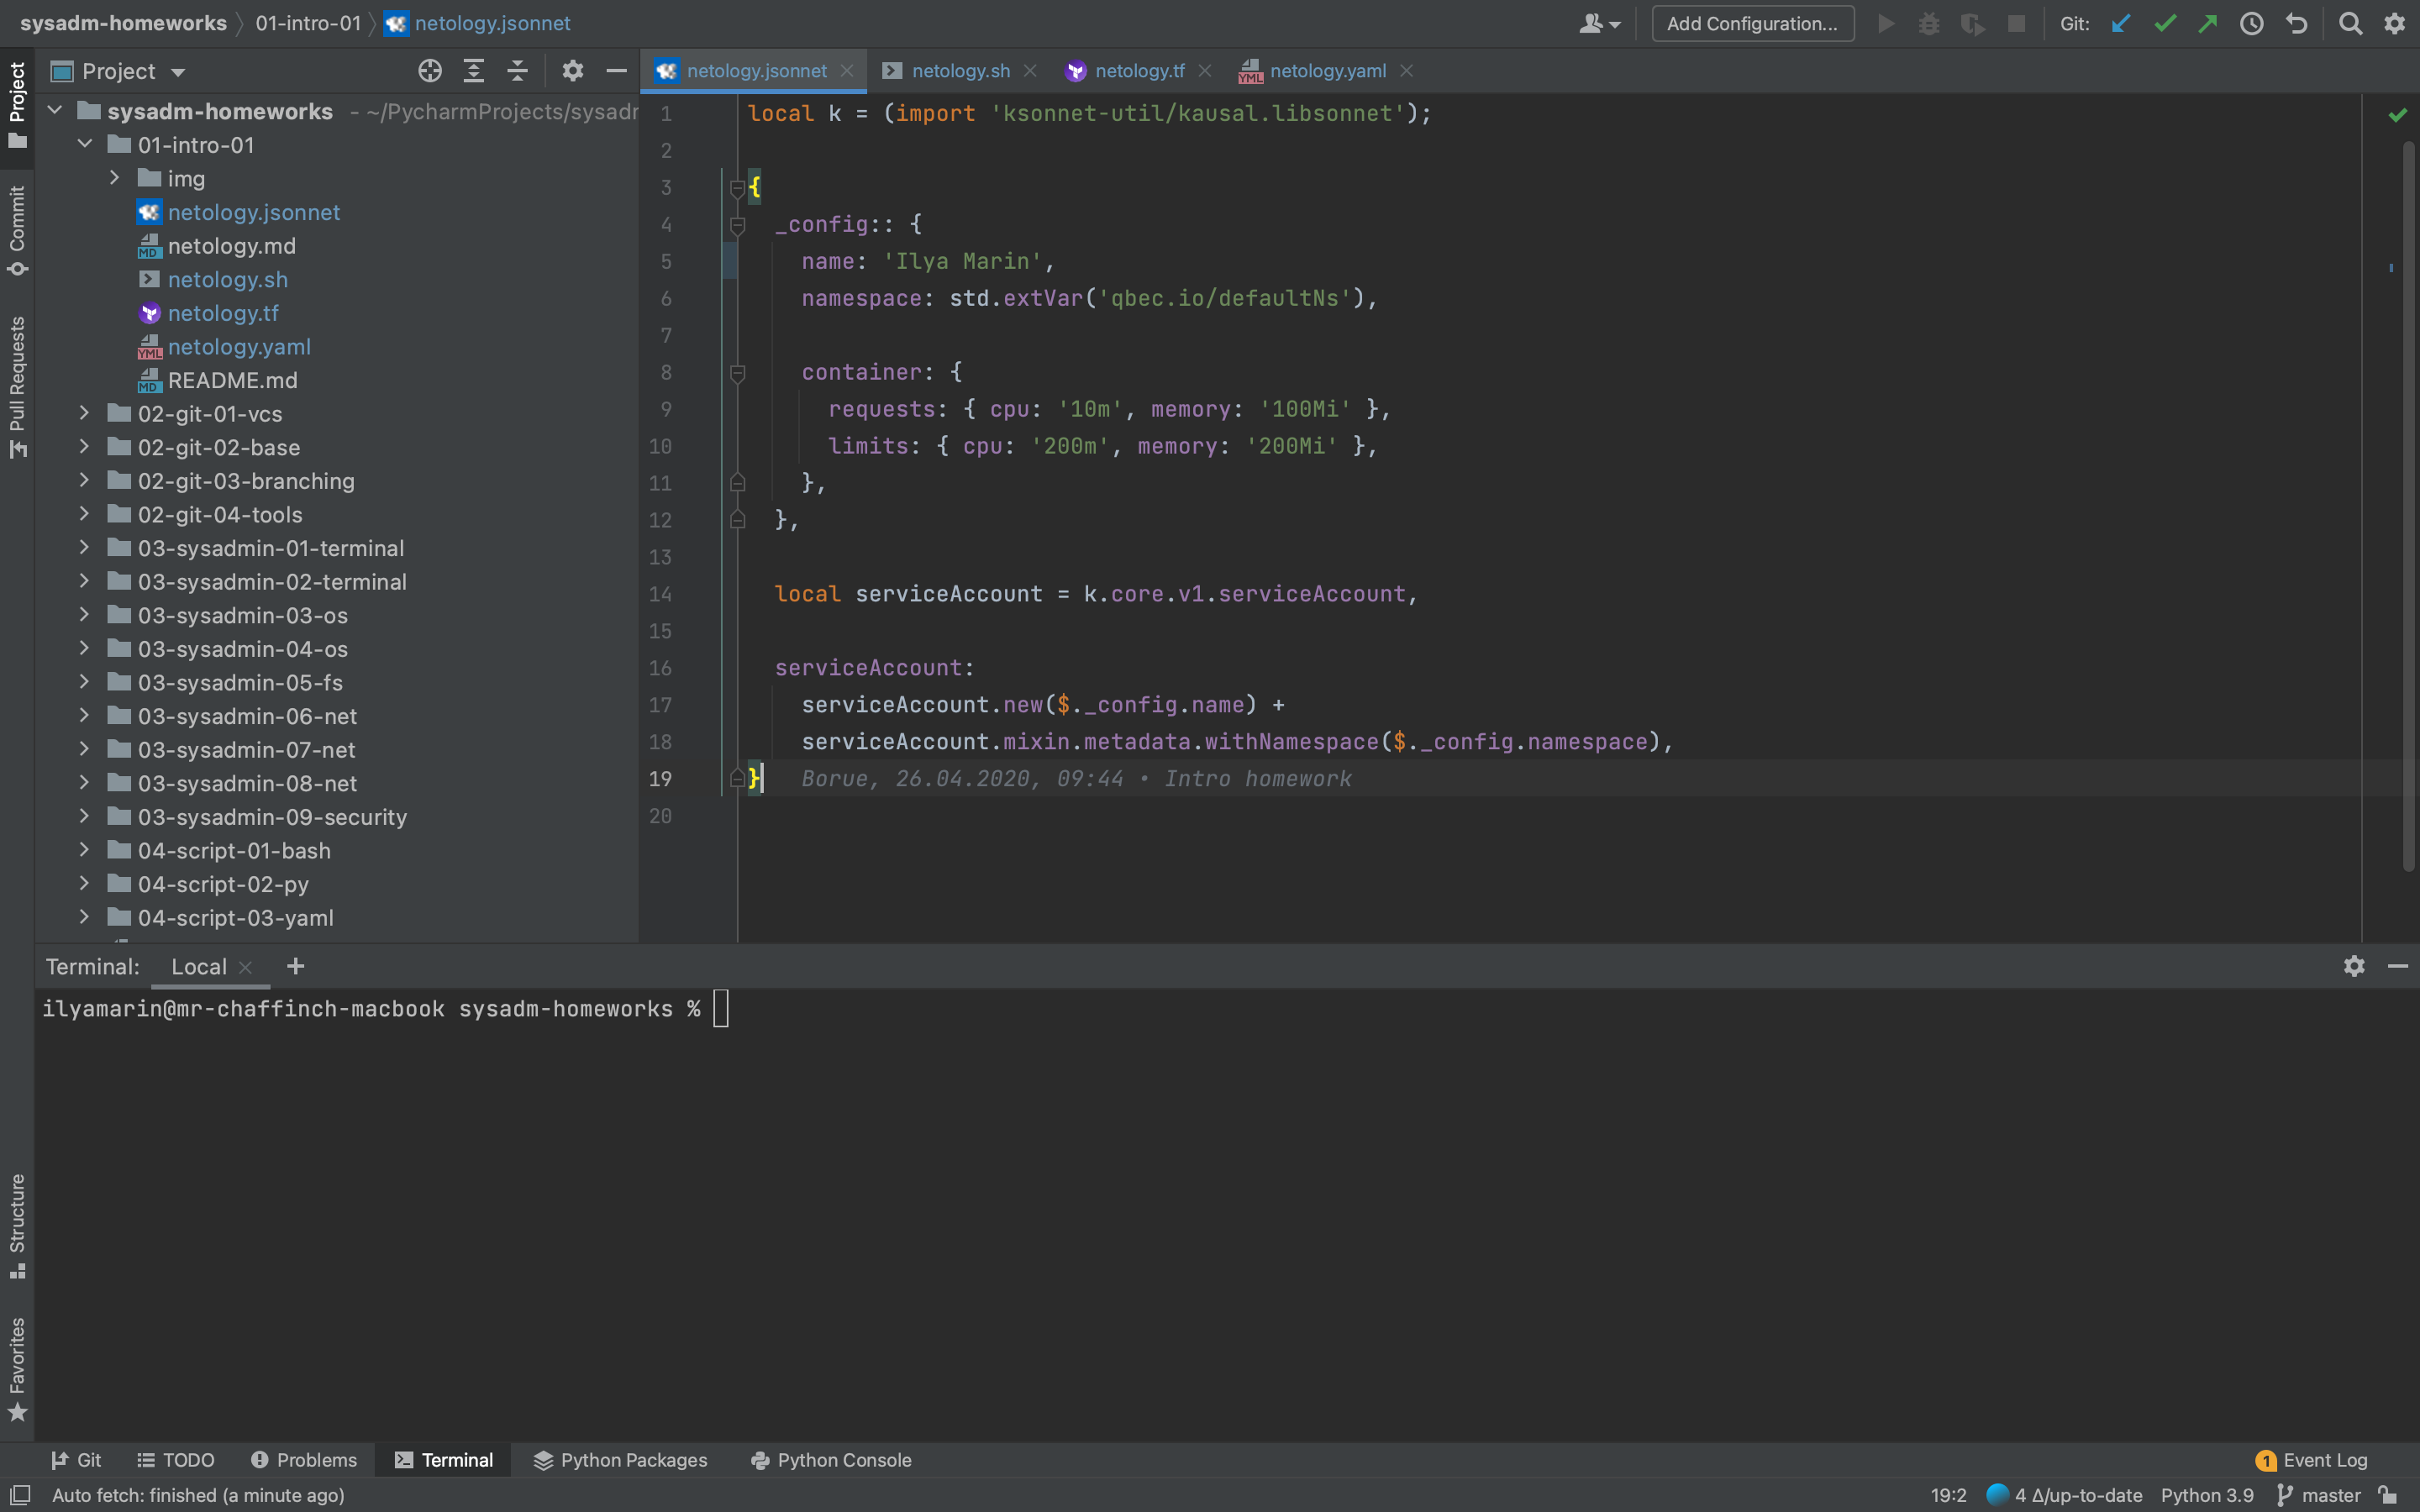 sysadm-homeworks 01-intro-01 netology.jsonnet Add Configuration... Git:
Project
netology.jsonnet netology.sh netology.tf netology.yaml
Project
Commit
Pull Requests
Structure
Favorites
sysadm-homeworks - ~/PycharmProjects/sysadm
01-intro-01
img
netology.jsonnet
netology.md
netology.sh
netology.tf
netology.yaml
README.md
02-git-01-vcs
02-git-02-base
02-git-03-branching
02-git-04-tools
03-sysadmin-01-terminal
03-sysadmin-02-terminal
03-sysadmin-03-os
03-sysadmin-04-os
03-sysadmin-05-fs
03-sysadmin-06-net
03-sysadmin-07-net
03-sysadmin-08-net
03-sysadmin-09-security
04-script-01-bash
04-script-02-py
04-script-03-yaml
1 local k = (import 'ksonnet-util/kausal.libsonnet');
2
3 {
4 _config:: {
5 name: 'Ilya Marin',
6 namespace: std.extVar('qbec.io/defaultNs'),
7
8 container: {
9 requests: { cpu: '10m', memory: '100Mi' },
10 limits: { cpu: '200m', memory: '200Mi' },
11 },
12 },
13
14 local serviceAccount = k.core.v1.serviceAccount,
15
16 serviceAccount:
17 serviceAccount.new($._config.name) +
18 serviceAccount.mixin.metadata.withNamespace($._config.namespace),
19 } Borue, 26.04.2020, 09:44 • Intro homework
20
Terminal: Local
ilyamarin@mr-chaffinch-macbook sysadm-homeworks %
Git TODO Problems Terminal Python Packages Python Console 1 Event Log
Auto fetch: finished (a minute ago) 19:2 4 Δ/up-to-date Python 3.9 master